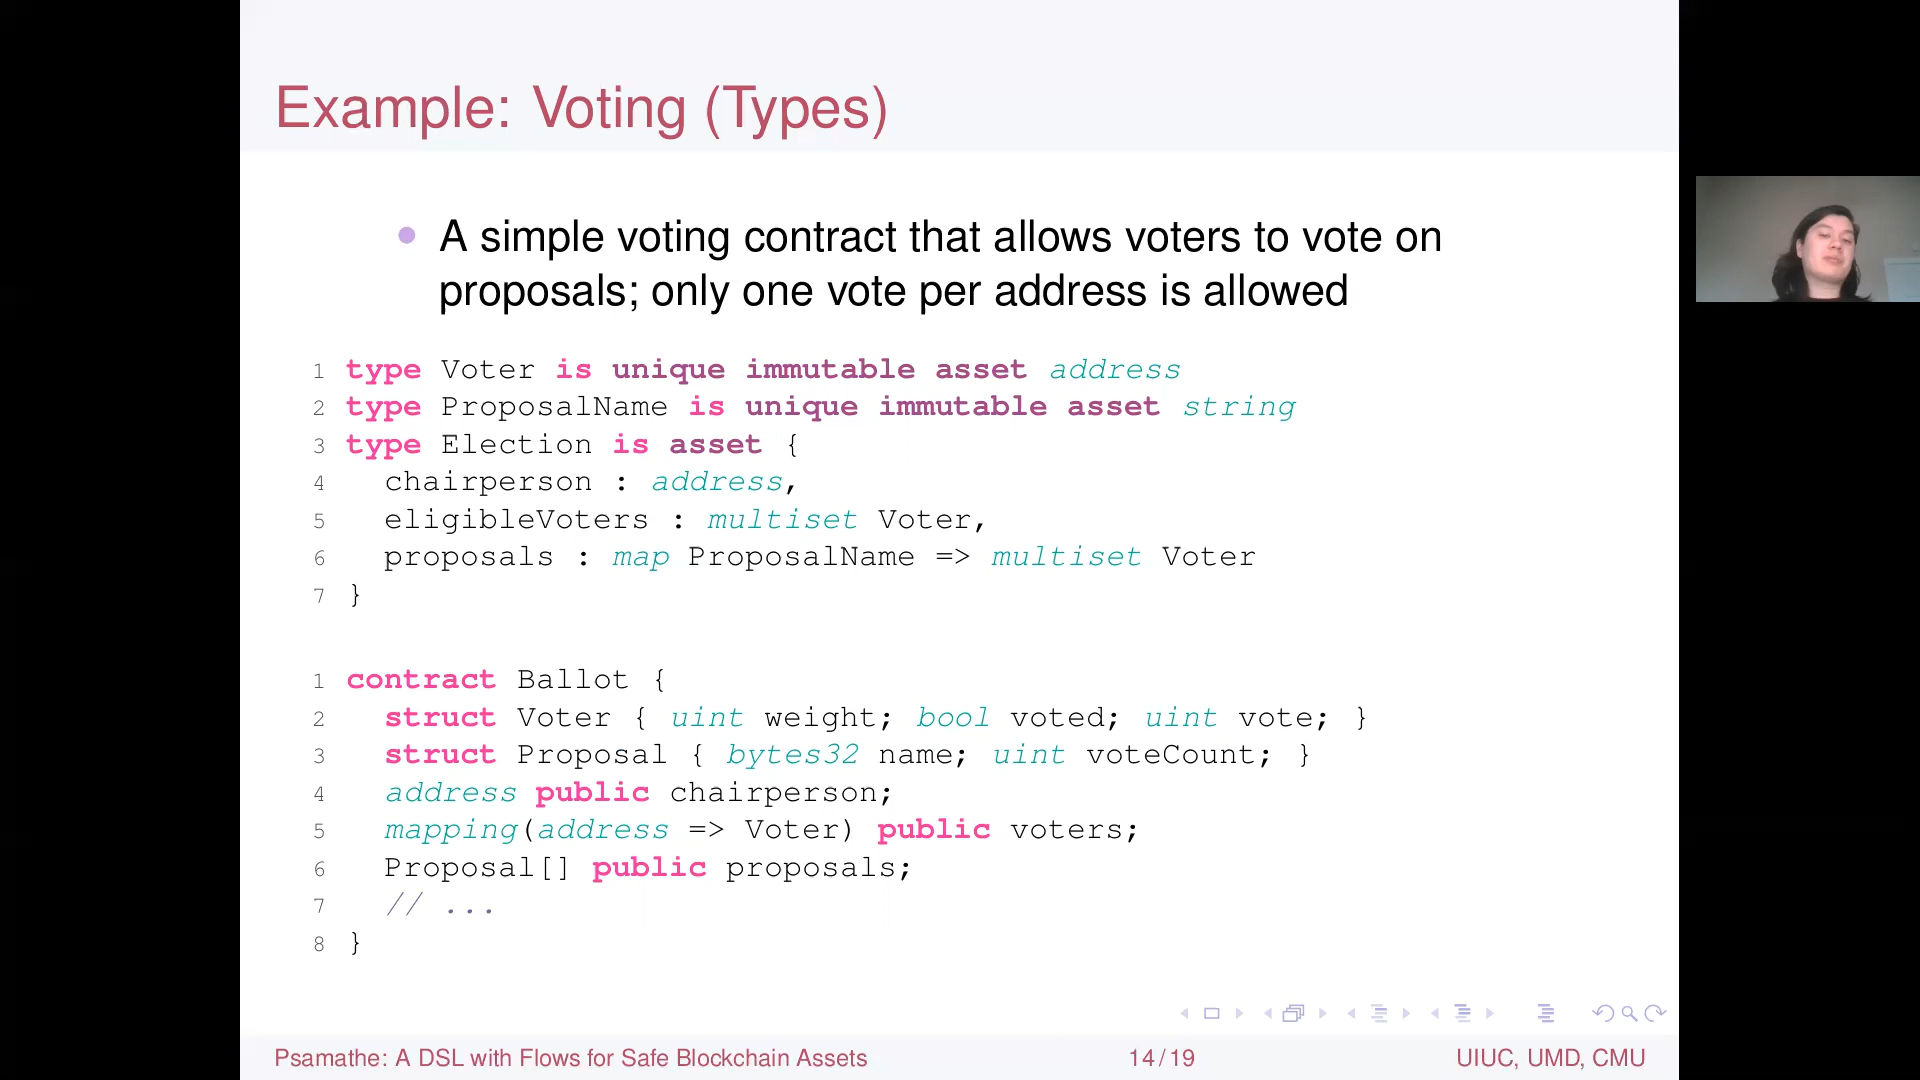 Example: Voting (Types)
A simple voting contract that allows voters to vote on
proposals; only one vote per address is allowed
1 type Voter is unique immutable asset address
2 type ProposalName is unique immutable asset string
3 type Election is asset {
4 chairperson : address,
5 eligibleVoters : multiset Voter,
6 proposals : map ProposalName => multiset Voter
7 }
1 contract Ballot {
2 struct Voter { uint weight; bool voted; uint vote; }
3 struct Proposal { bytes32 name; uint voteCount; }
4 address public chairperson;
5 mapping(address => Voter) public voters;
6 Proposal[] public proposals;
7 // ...
8 }
Psamathe: A DSL with Flows for Safe Blockchain Assets
14/19
UIUC, UMD, CMU